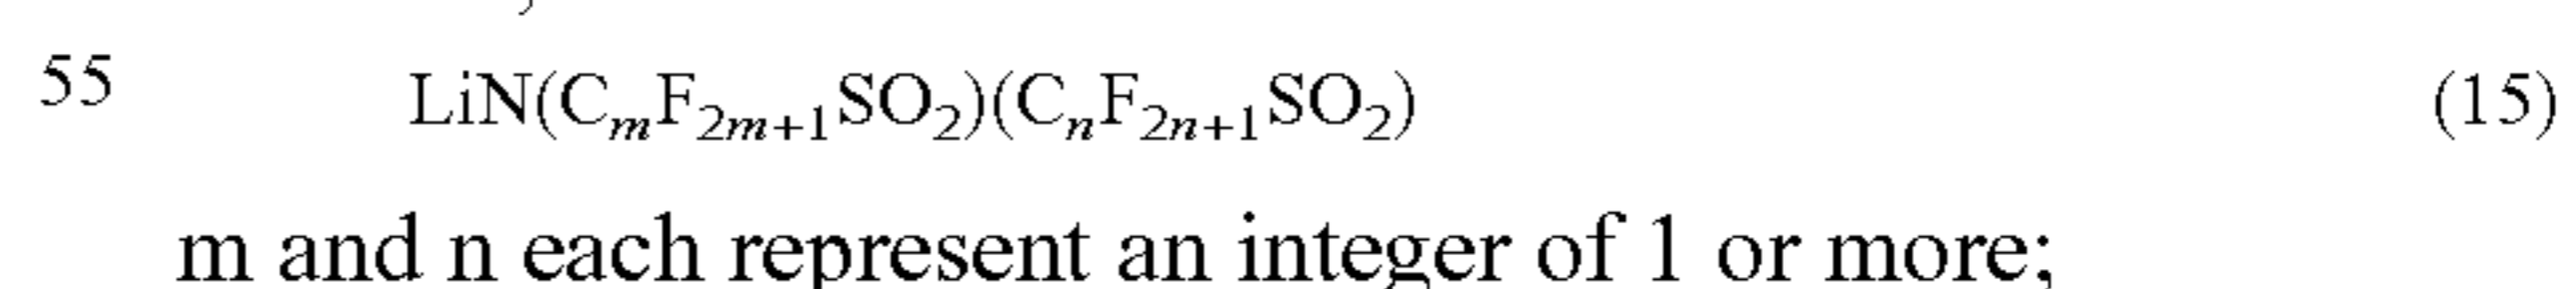 55 LiN(CₘF₂ₘ₊₁SO₂)(CₙF₂ₙ₊₁SO₂) (15)
m and n each represent an integer of 1 or more;